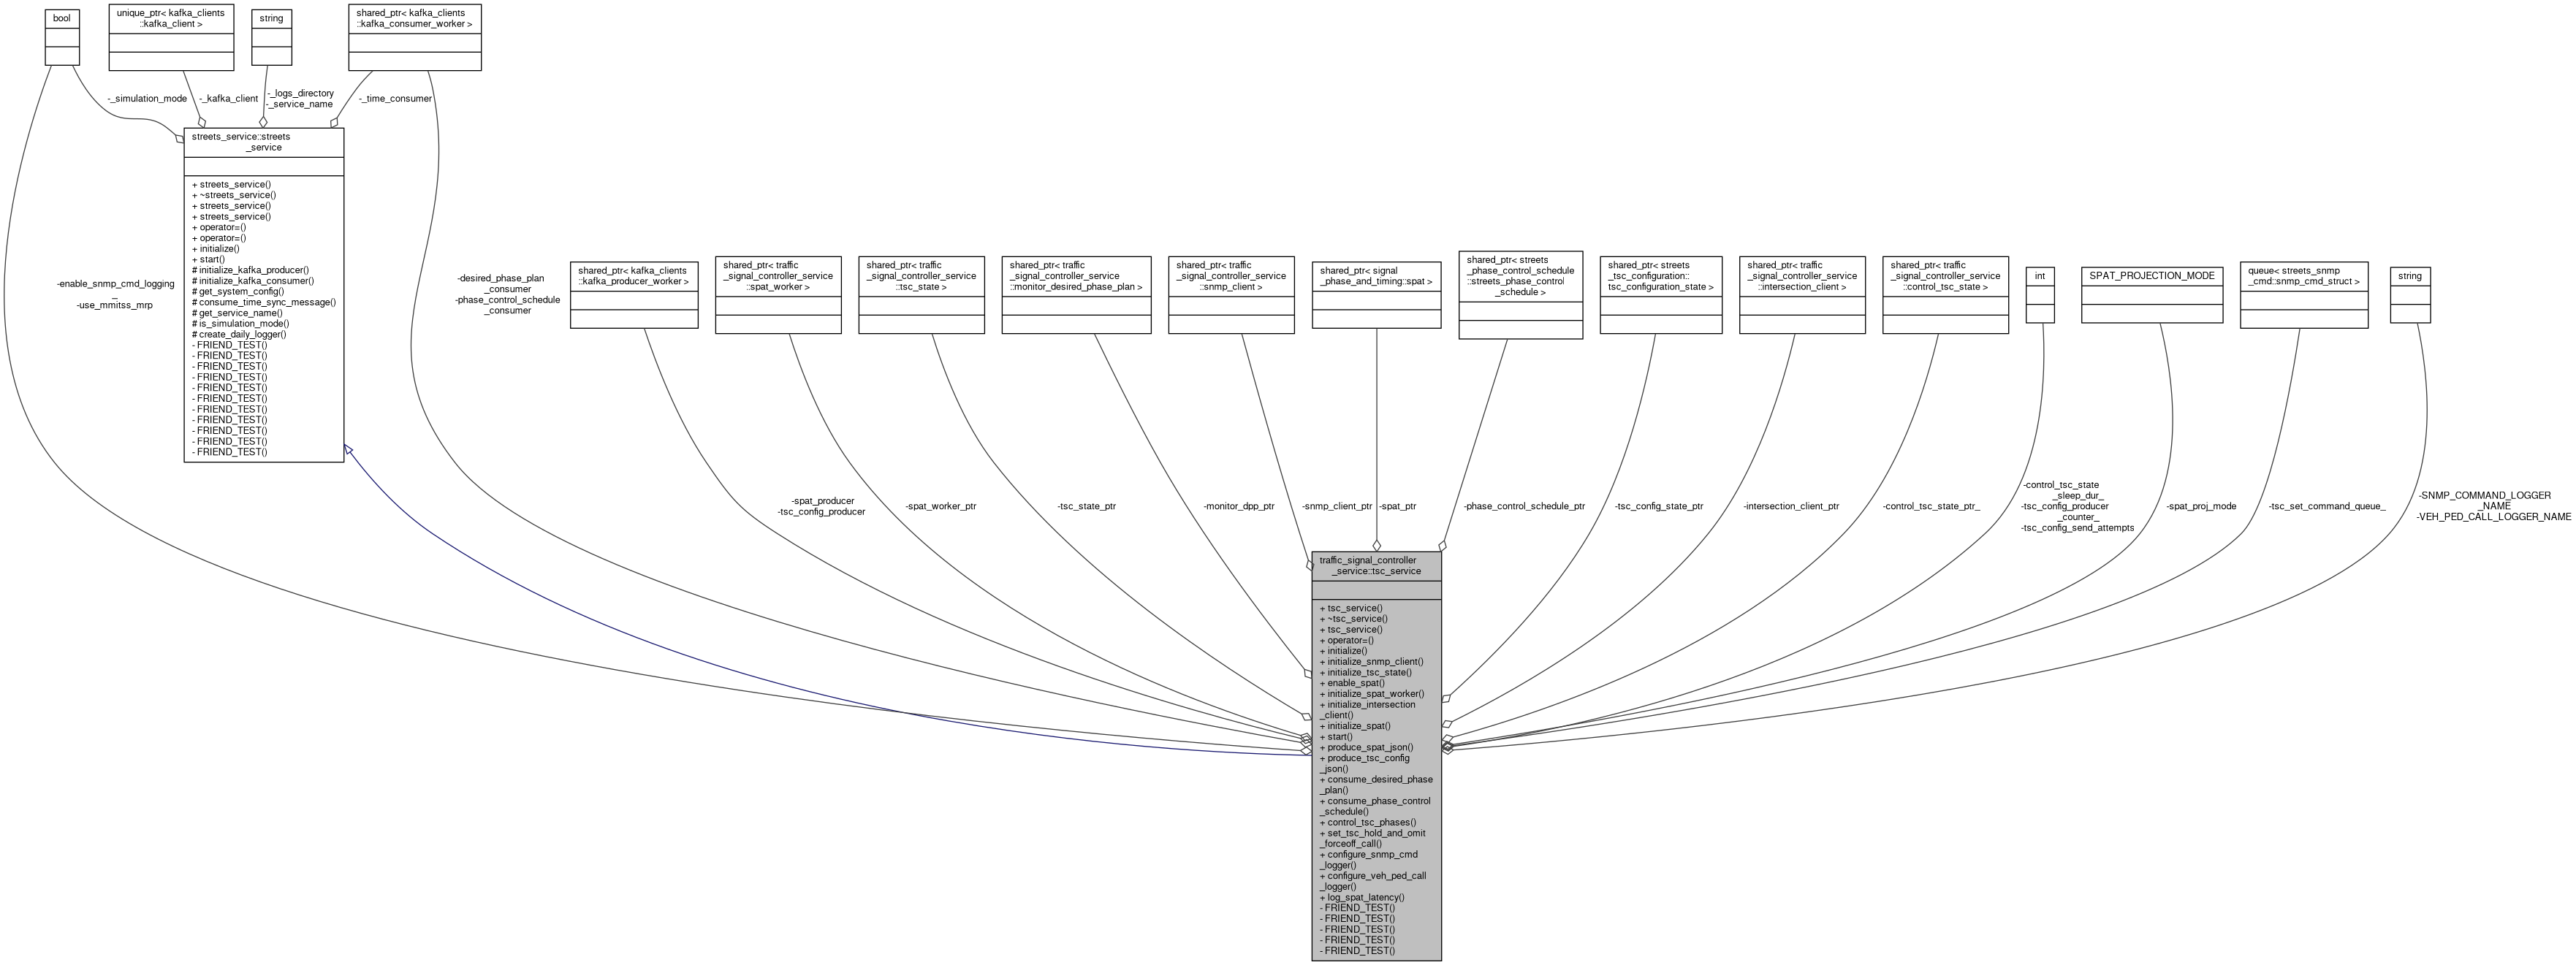 bool
unique_ptr< kafka_clients
::kafka_client >
string
shared_ptr< kafka_clients
::kafka_consumer_worker >
-_simulation_mode
-_kafka_client
-_logs_directory
-_service_name
-_time_consumer
streets_service::streets
_service
+ streets_service()
+ ~streets_service()
+ streets_service()
+ streets_service()
+ operator=()
+ operator=()
+ initialize()
+ start()
# initialize_kafka_producer()
# initialize_kafka_consumer()
# get_system_config()
# consume_time_sync_message()
# get_service_name()
# is_simulation_mode()
# create_daily_logger()
- FRIEND_TEST()
- FRIEND_TEST()
- FRIEND_TEST()
- FRIEND_TEST()
- FRIEND_TEST()
- FRIEND_TEST()
- FRIEND_TEST()
- FRIEND_TEST()
- FRIEND_TEST()
- FRIEND_TEST()
- FRIEND_TEST()
-enable_snmp_cmd_logging
_
-use_mmitss_mrp
-desired_phase_plan
_consumer
-phase_control_schedule
_consumer
shared_ptr< kafka_clients
::kafka_producer_worker >
shared_ptr< traffic
_signal_controller_service
::spat_worker >
shared_ptr< traffic
_signal_controller_service
::tsc_state >
shared_ptr< traffic
_signal_controller_service
::monitor_desired_phase_plan >
shared_ptr< traffic
_signal_controller_service
::snmp_client >
shared_ptr< signal
_phase_and_timing::spat >
shared_ptr< streets
_phase_control_schedule
::streets_phase_control
_schedule >
shared_ptr< streets
_tsc_configuration::
tsc_configuration_state >
shared_ptr< traffic
_signal_controller_service
::intersection_client >
shared_ptr< traffic
_signal_controller_service
::control_tsc_state >
int
SPAT_PROJECTION_MODE
queue< streets_snmp
_cmd::snmp_cmd_struct >
string
-spat_producer
-tsc_config_producer
-spat_worker_ptr
-tsc_state_ptr
-monitor_dpp_ptr
-snmp_client_ptr
-spat_ptr
-phase_control_schedule_ptr
-tsc_config_state_ptr
-intersection_client_ptr
-control_tsc_state_ptr_
-control_tsc_state
_sleep_dur_
-tsc_config_producer
_counter_
-tsc_config_send_attempts
-spat_proj_mode
-tsc_set_command_queue_
-SNMP_COMMAND_LOGGER
_NAME
-VEH_PED_CALL_LOGGER_NAME
traffic_signal_controller
_service::tsc_service
+ tsc_service()
+ ~tsc_service()
+ tsc_service()
+ operator=()
+ initialize()
+ initialize_snmp_client()
+ initialize_tsc_state()
+ enable_spat()
+ initialize_spat_worker()
+ initialize_intersection
_client()
+ initialize_spat()
+ start()
+ produce_spat_json()
+ produce_tsc_config
_json()
+ consume_desired_phase
_plan()
+ consume_phase_control
_schedule()
+ control_tsc_phases()
+ set_tsc_hold_and_omit
_forceoff_call()
+ configure_snmp_cmd
_logger()
+ configure_veh_ped_call
_logger()
+ log_spat_latency()
- FRIEND_TEST()
- FRIEND_TEST()
- FRIEND_TEST()
- FRIEND_TEST()
- FRIEND_TEST()